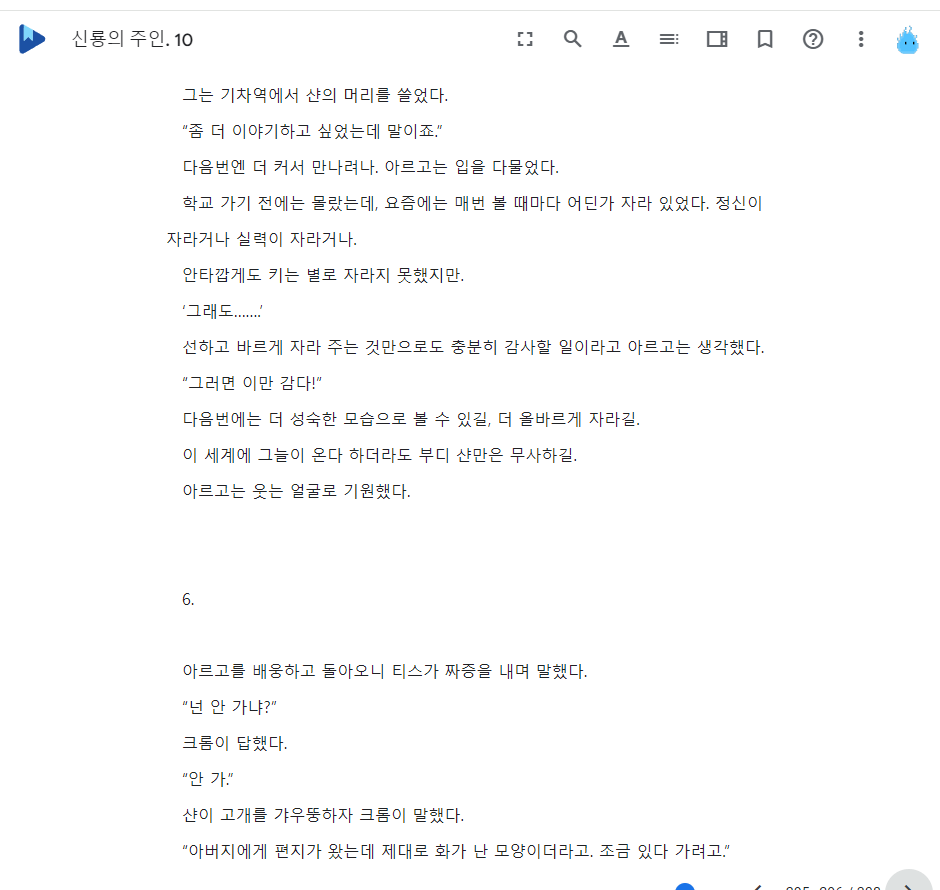 신룡의 주인. 10
그는 기차역에서 샨의 머리를 쓸었다.
"좀 더 이야기하고 싶었는데 말이죠."
다음번엔 더 커서 만나려나. 아르고는 입을 다물었다.
학교 가기 전에는 몰랐는데, 요즘에는 매번 볼 때마다 어딘가 자라 있었다. 정신이
자라거나 실력이 자라거나.
안타깝게도 키는 별로 자라지 못했지만.
'그래도…….'
선하고 바르게 자라 주는 것만으로도 충분히 감사할 일이라고 아르고는 생각했다.
"그러면 이만 감다!"
다음번에는 더 성숙한 모습으로 볼 수 있길, 더 올바르게 자라길.
이 세계에 그늘이 온다 하더라도 부디 샨만은 무사하길.
아르고는 웃는 얼굴로 기원했다.
6.
아르고를 배웅하고 돌아오니 티스가 짜증을 내며 말했다.
"넌 안 가냐?"
크롬이 답했다.
"안 가."
샨이 고개를 갸우뚱하자 크롬이 말했다.
"아버지에게 편지가 왔는데 제대로 화가 난 모양이더라고. 조금 있다 가려고."